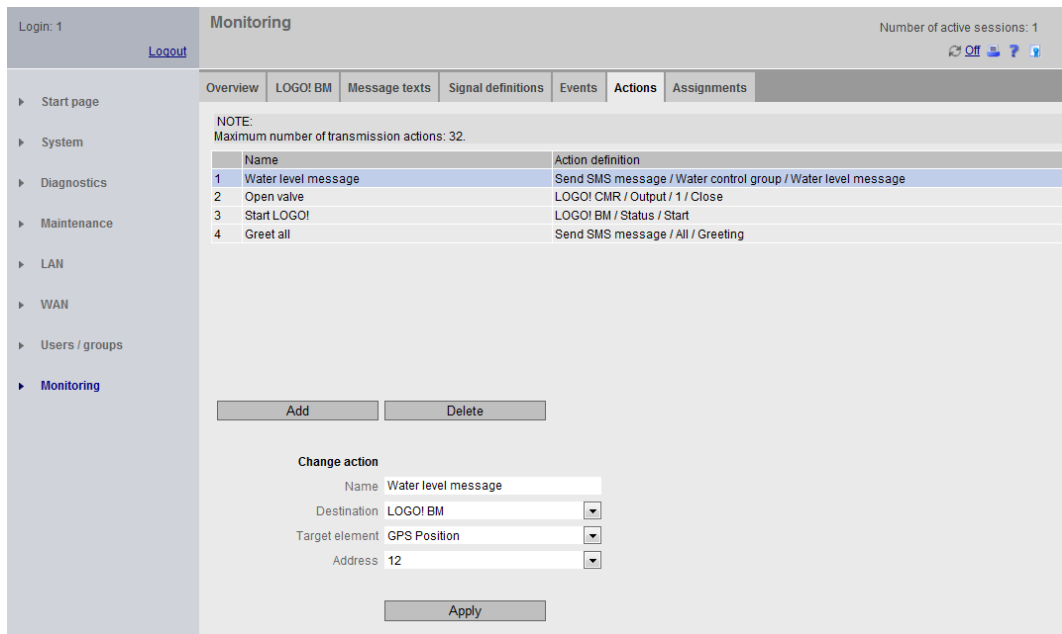 Login: 1
Logout
Monitoring
Number of active sessions: 1
Off
Start page
System
Diagnostics
Maintenance
LAN
WAN
Users / groups
Monitoring
Overview LOGO! BM Message texts Signal definitions Events Actions Assignments
NOTE:
Maximum number of transmission actions: 32.
Name Action definition
1 Water level message Send SMS message / Water control group / Water level message
2 Open valve LOGO! CMR / Output / 1 / Close
3 Start LOGO! LOGO! BM / Status / Start
4 Greet all Send SMS message / All / Greeting
Add Delete
Change action
Name Water level message
Destination LOGO! BM
Target element GPS Position
Address 12
Apply